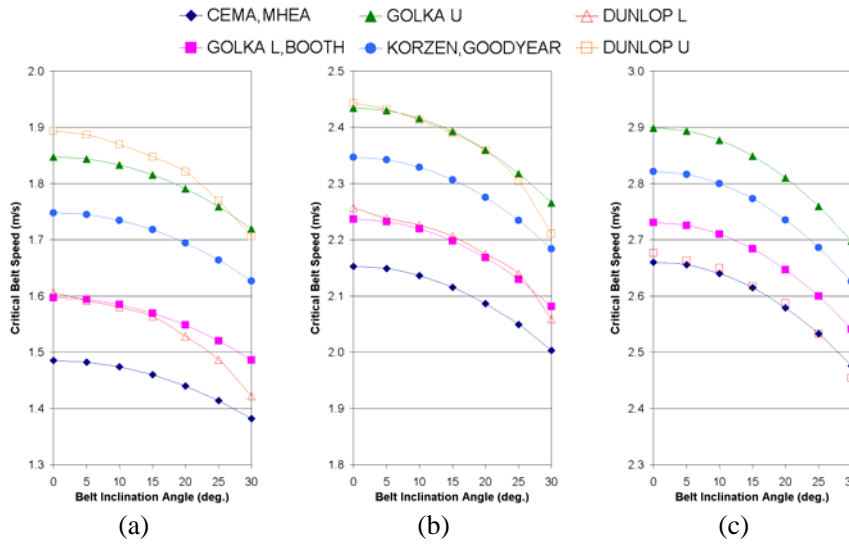 CEMA,MHEA GOLKA U DUNLOP L
GOLKA L,BOOTH KORZEN,GOODYEAR DUNLOP U
Critical Belt Speed (m/s)
2.0
1.9
1.8
1.7
1.6
1.5
1.4
1.3
0 5 10 15 20 25 30
Belt Inclination Angle (deg.)
(a)
Critical Belt Speed (m/s)
2.5
2.4
2.3
2.2
2.1
2.0
1.9
1.8
0 5 10 15 20 25 30
Belt Inclination Angle (deg.)
(b)
Critical Belt Speed (m/s)
3.0
2.9
2.8
2.7
2.6
2.5
2.4
2.3
0 5 10 15 20 25 30
Belt Inclination Angle (deg.)
(c)